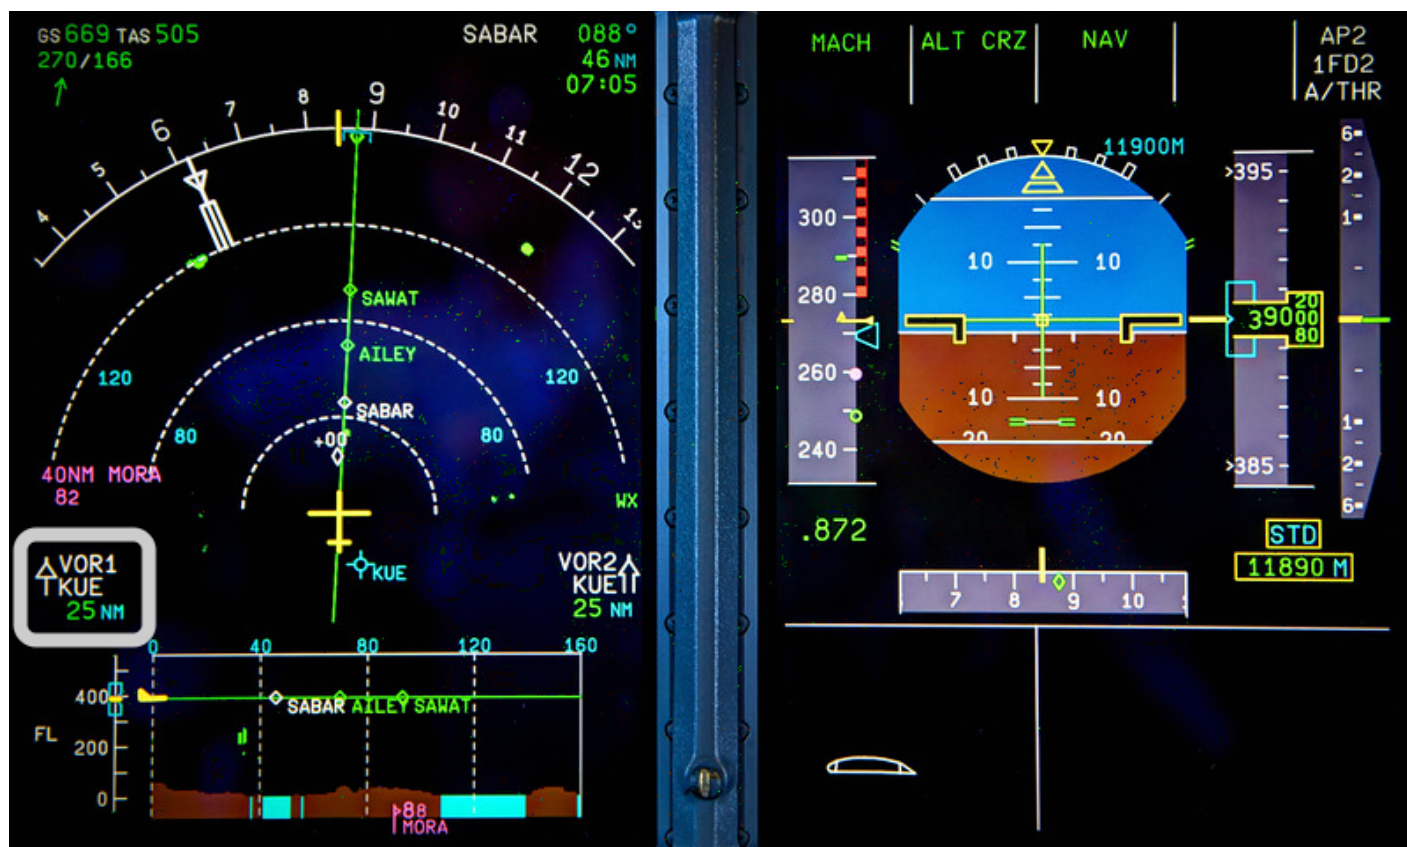 GS 669 TAS 505
270/166
SABAR 088°
46 NM
07:05
4 5 6 7 8 9 10 11 12 13
SAWAT
AILEY
SABAR
+00
120 120
80 80
40NM MORA
82
WX
VOR1
KUE
25 NM
KUE
VOR2
KUE
25 NM
0 40 80 120 160
FL
400
200
0
SABAR AILEY SAWAT
88
MORA
MACH ALT CRZ NAV
AP2
1FD2
A/THR
11900M
300
280
260
240
.872
10 10
10 10
20 20
395
39000
20
80
385
6
2
1
1
2
6
STD
11890 M
7 8 9 10